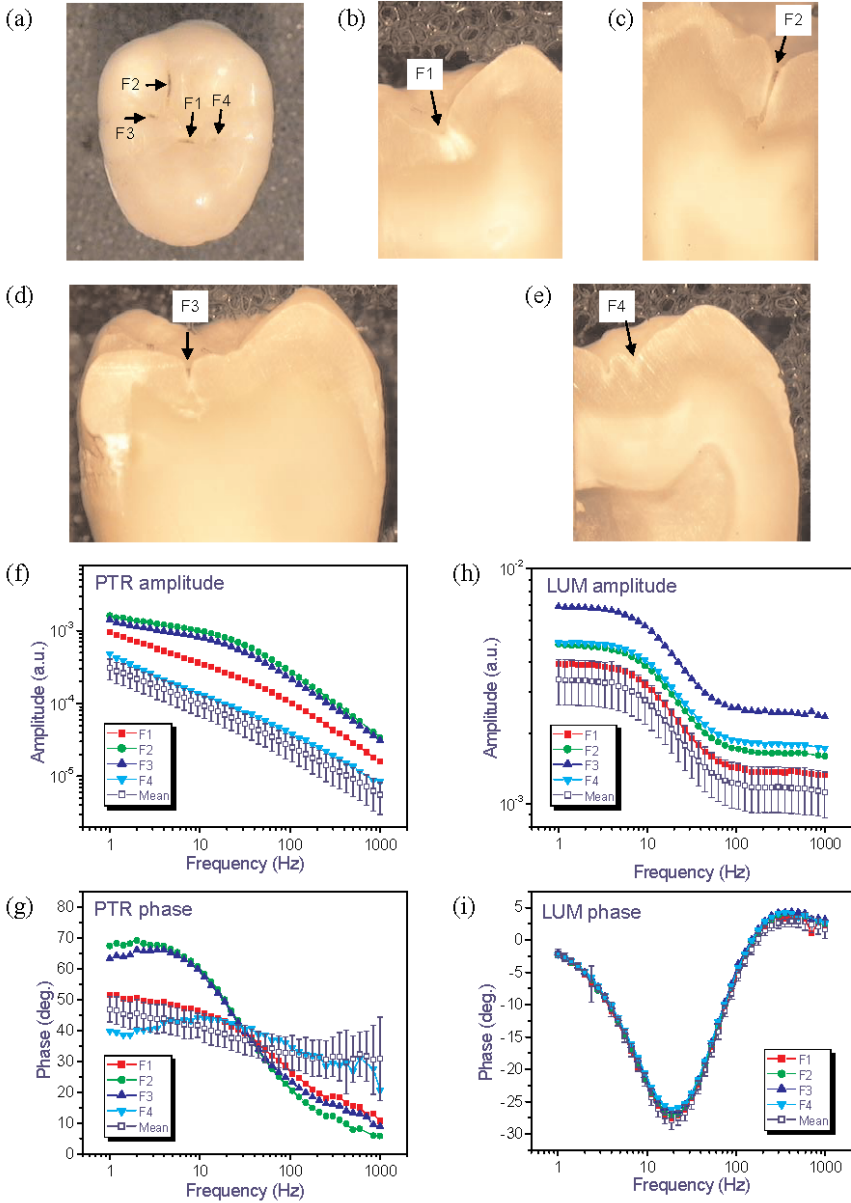 (a)
F2
F1
F4
F3
(b)
F1
(c)
F2
(d)
F3
(e)
F4
(f)
PTR amplitude
10^-3
10^-4
10^-5
Amplitude (a.u.)
F1
F2
F3
F4
Mean
1 10 100 1000
Frequency (Hz)
(h)
LUM amplitude
10^-2
10^-3
Amplitude (a.u.)
F1
F2
F3
F4
Mean
1 10 100 1000
Frequency (Hz)
(g)
PTR phase
80
70
60
50
40
30
20
10
0
Phase (deg.)
F1
F2
F3
F4
Mean
1 10 100 1000
Frequency (Hz)
(i)
LUM phase
5
0
-5
-10
-15
-20
-25
-30
Phase (deg.)
F1
F2
F3
F4
Mean
1 10 100 1000
Frequency (Hz)